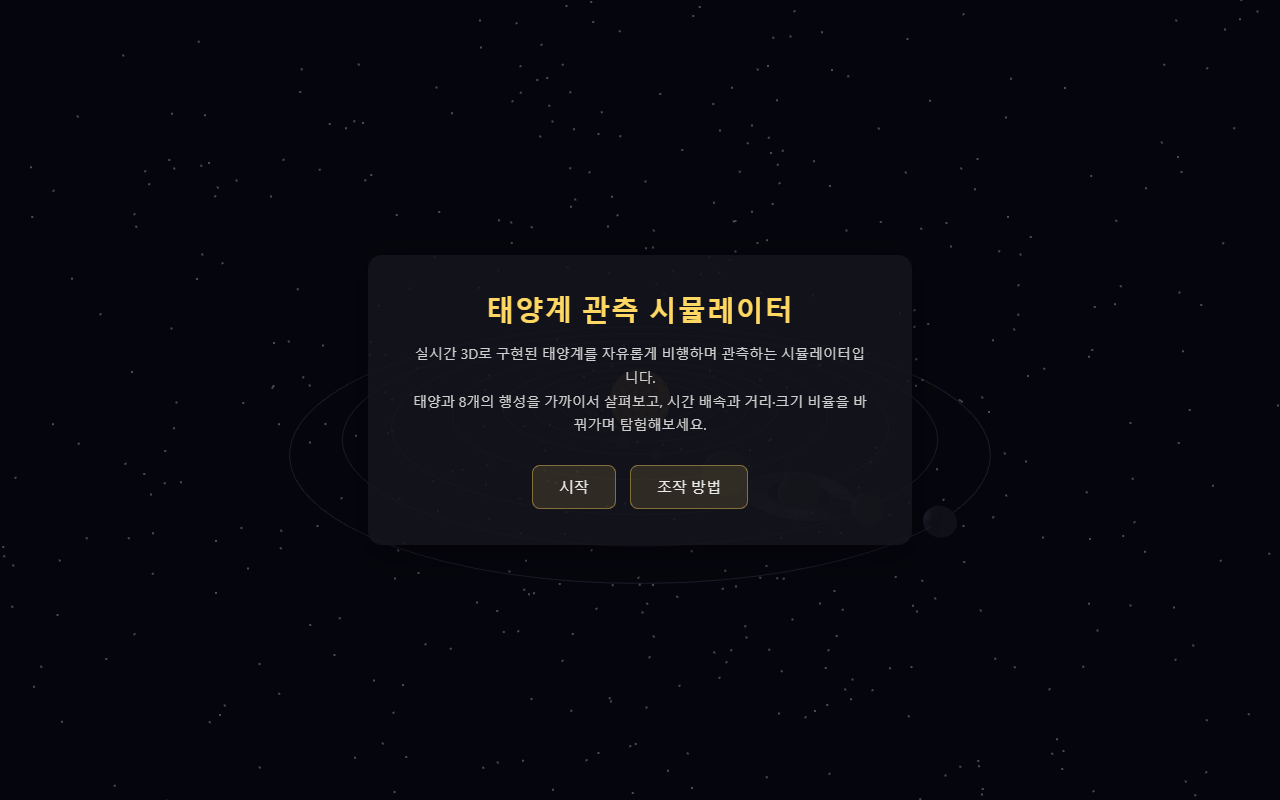 태양계 관측 시뮬레이터
실시간 3D로 구현된 태양계를 자유롭게 비행하며 관측하는 시뮬레이터입
니다.
태양과 8개의 행성을 가까이서 살펴보고, 시간 배속과 거리·크기 비율을 바
꿔가며 탐험해보세요.
시작
조작 방법